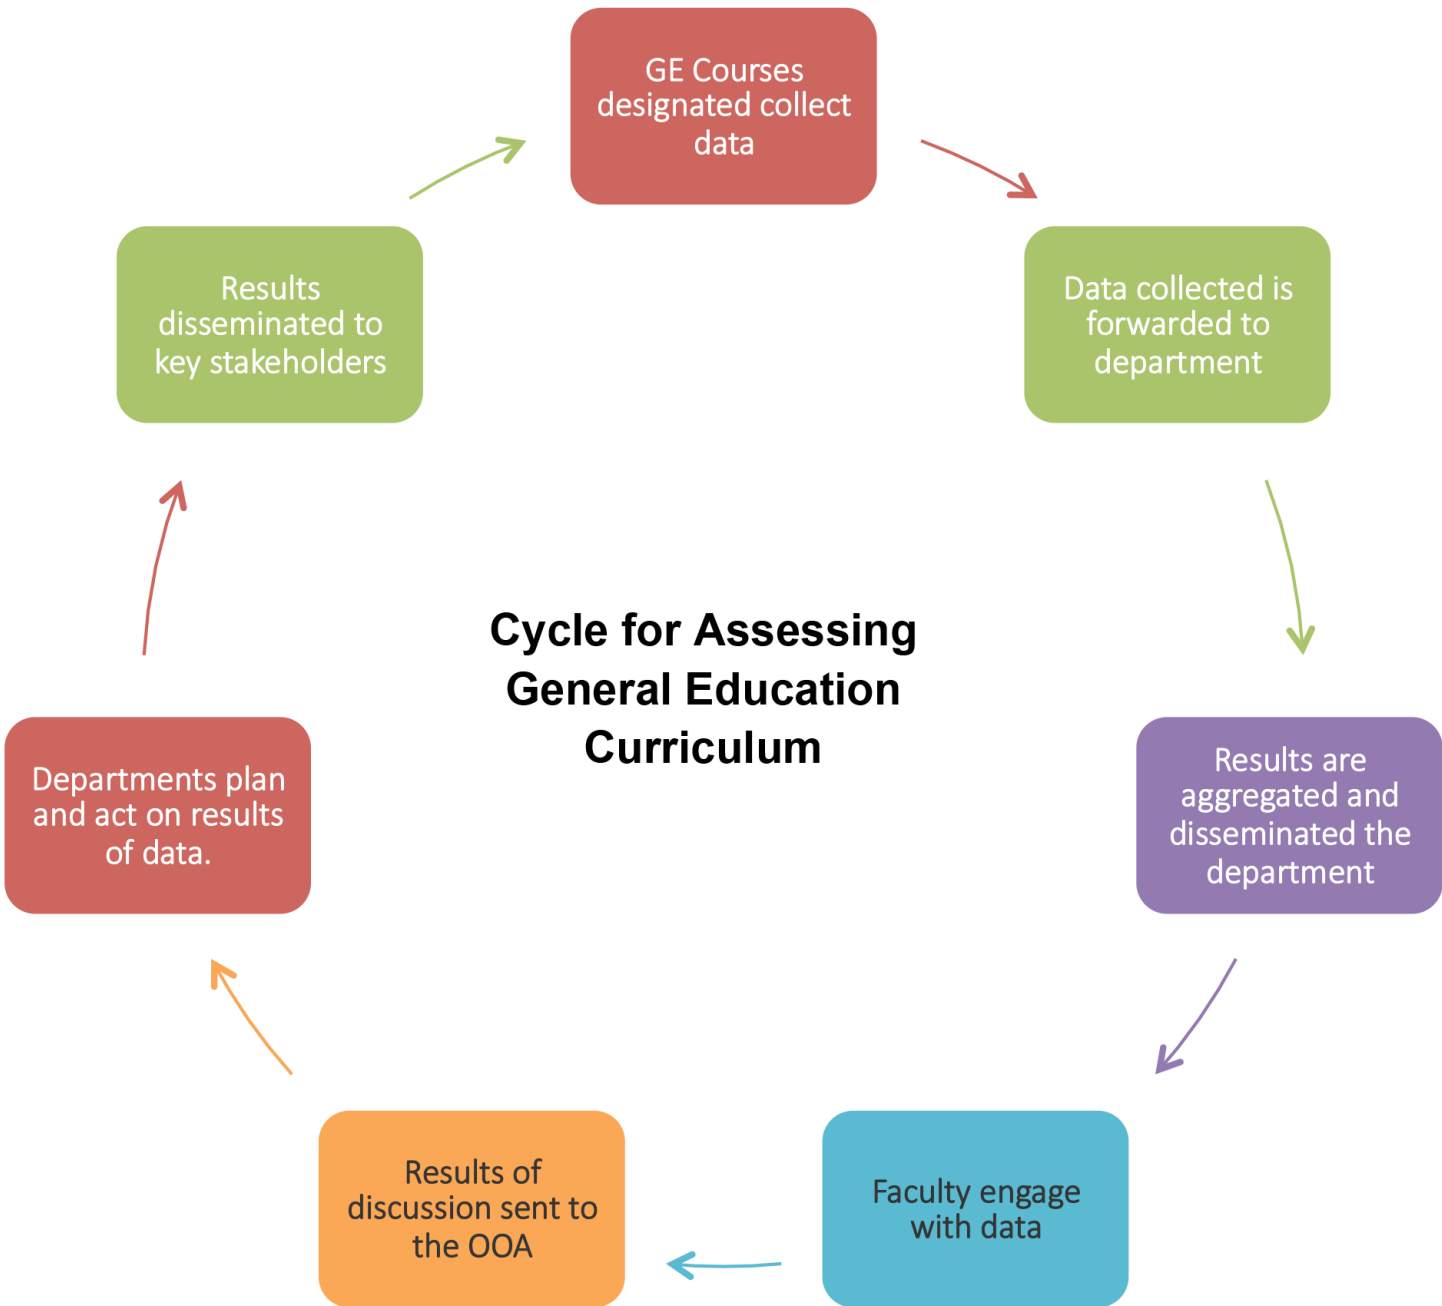 GE Courses
designated collect
data
Data collected is
forwarded to
department
Results are
aggregated and
disseminated the
department
Faculty engage
with data
Results of
discussion sent to
the OOA
Departments plan
and act on results
of data.
Results
disseminated to
key stakeholders
Cycle for Assessing
General Education
Curriculum